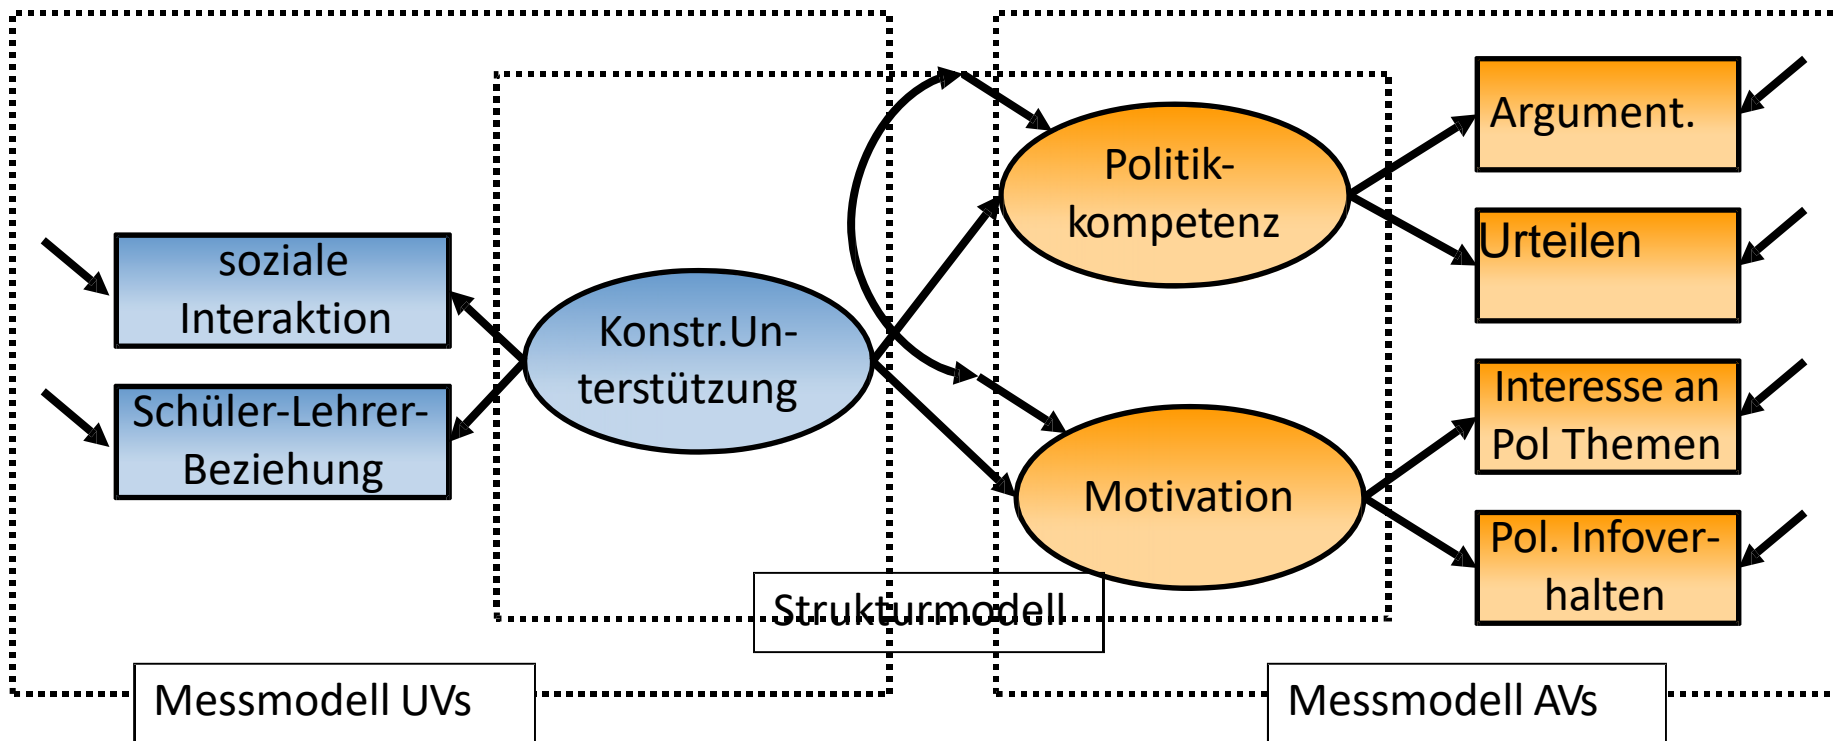 soziale
Interaktion
Schüler-Lehrer-
Beziehung
Konstr.Un-
terstützung
Politik-
kompetenz
Motivation
Argument.
Urteilen
Interesse an
Pol Themen
Pol. Infover-
halten
Strukturmodell
Messmodell UVs
Messmodell AVs